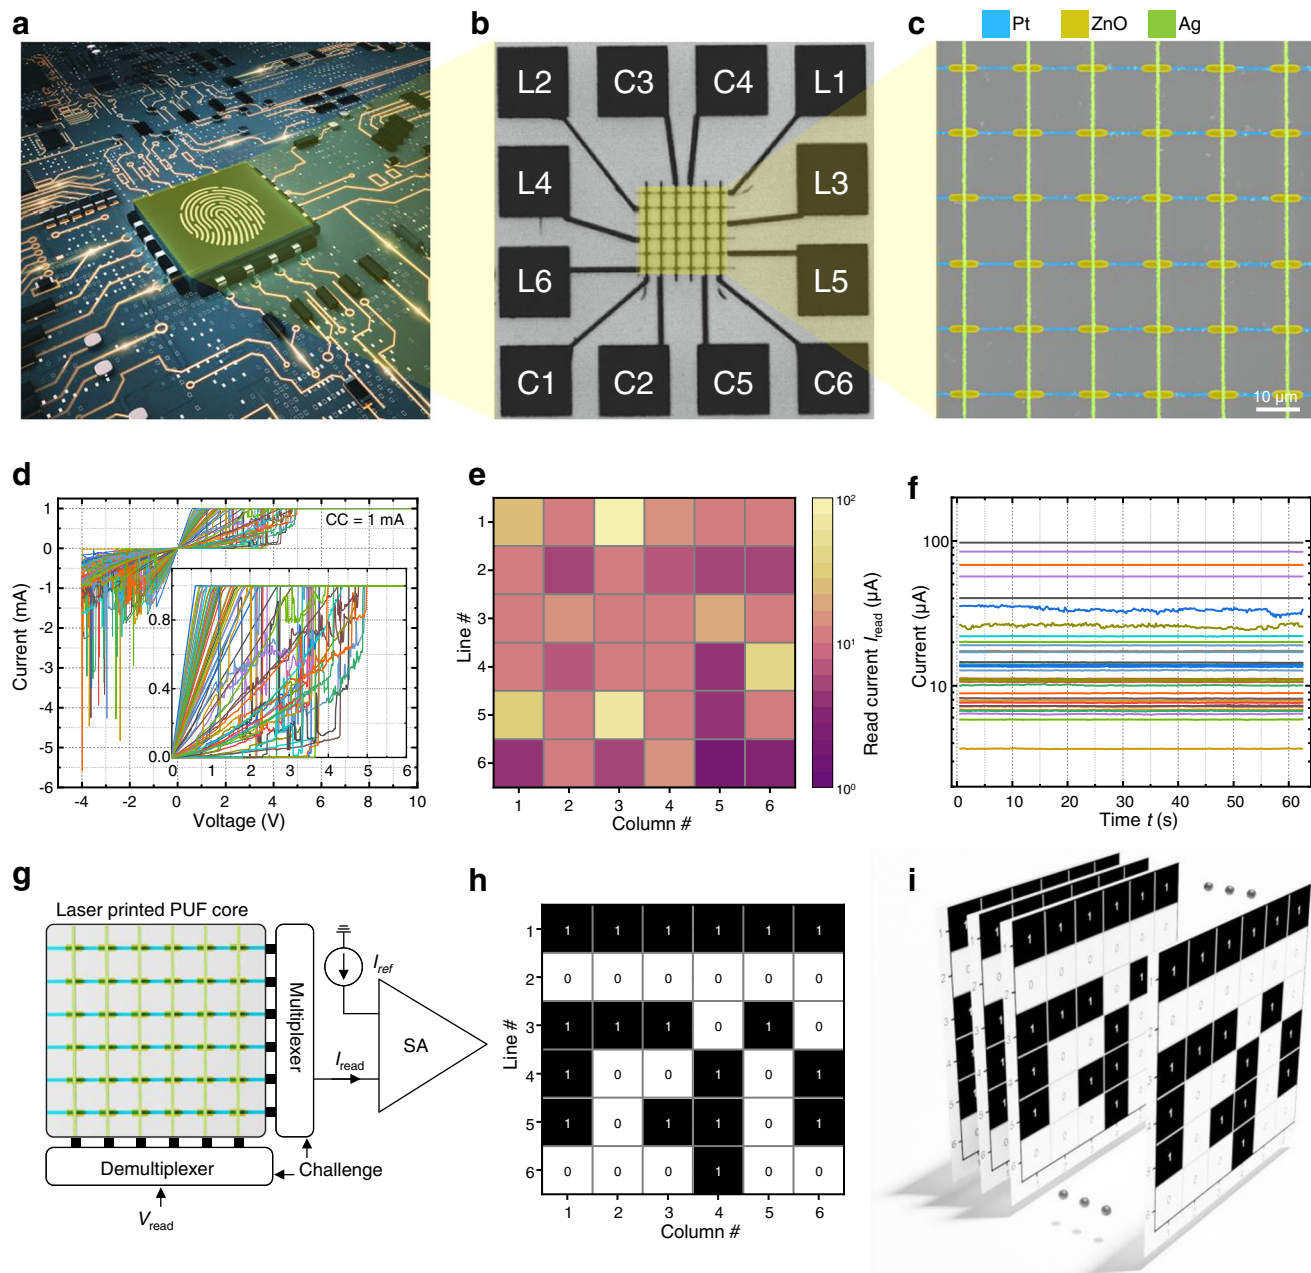 a
b
c
Pt ZnO Ag
L2 C3 C4 L1
L4 L3
L6 L5
C1 C2 C5 C6
10 µm
d
CC = 1 mA
Current (mA)
1
0
-1
-2
-3
-4
-5
-6
-4 -2 0 2 4 6 8 10
Voltage (V)
0.8
0.4
0.0
0 1 2 3 4 5 6
e
Line #
1
2
3
4
5
6
1 2 3 4 5 6
Column #
Read current Iread (µA)
10²
10¹
10⁰
f
Current (µA)
100
10
0 10 20 30 40 50 60
Time t (s)
g
Laser printed PUF core
Multiplexer
Demultiplexer
Challenge
Vread
Iref
Iread
SA
h
Line #
1 1 1 1 1 1 1
2 0 0 0 0 0 0
3 1 1 1 0 1 0
4 1 0 0 1 0 1
5 1 0 1 1 0 1
6 0 0 0 1 0 0
1 2 3 4 5 6
Column #
i